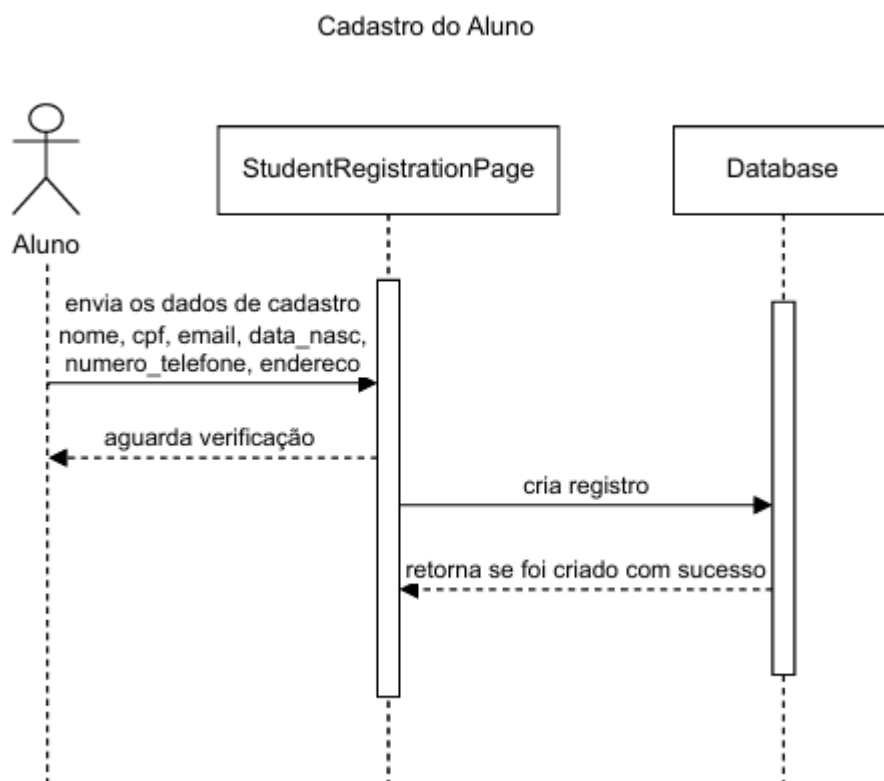 Cadastro do Aluno
StudentRegistrationPage
Database
Aluno
envia os dados de cadastro
nome, cpf, email, data_nasc,
numero_telefone, endereco
aguarda verificação
cria registro
retorna se foi criado com sucesso